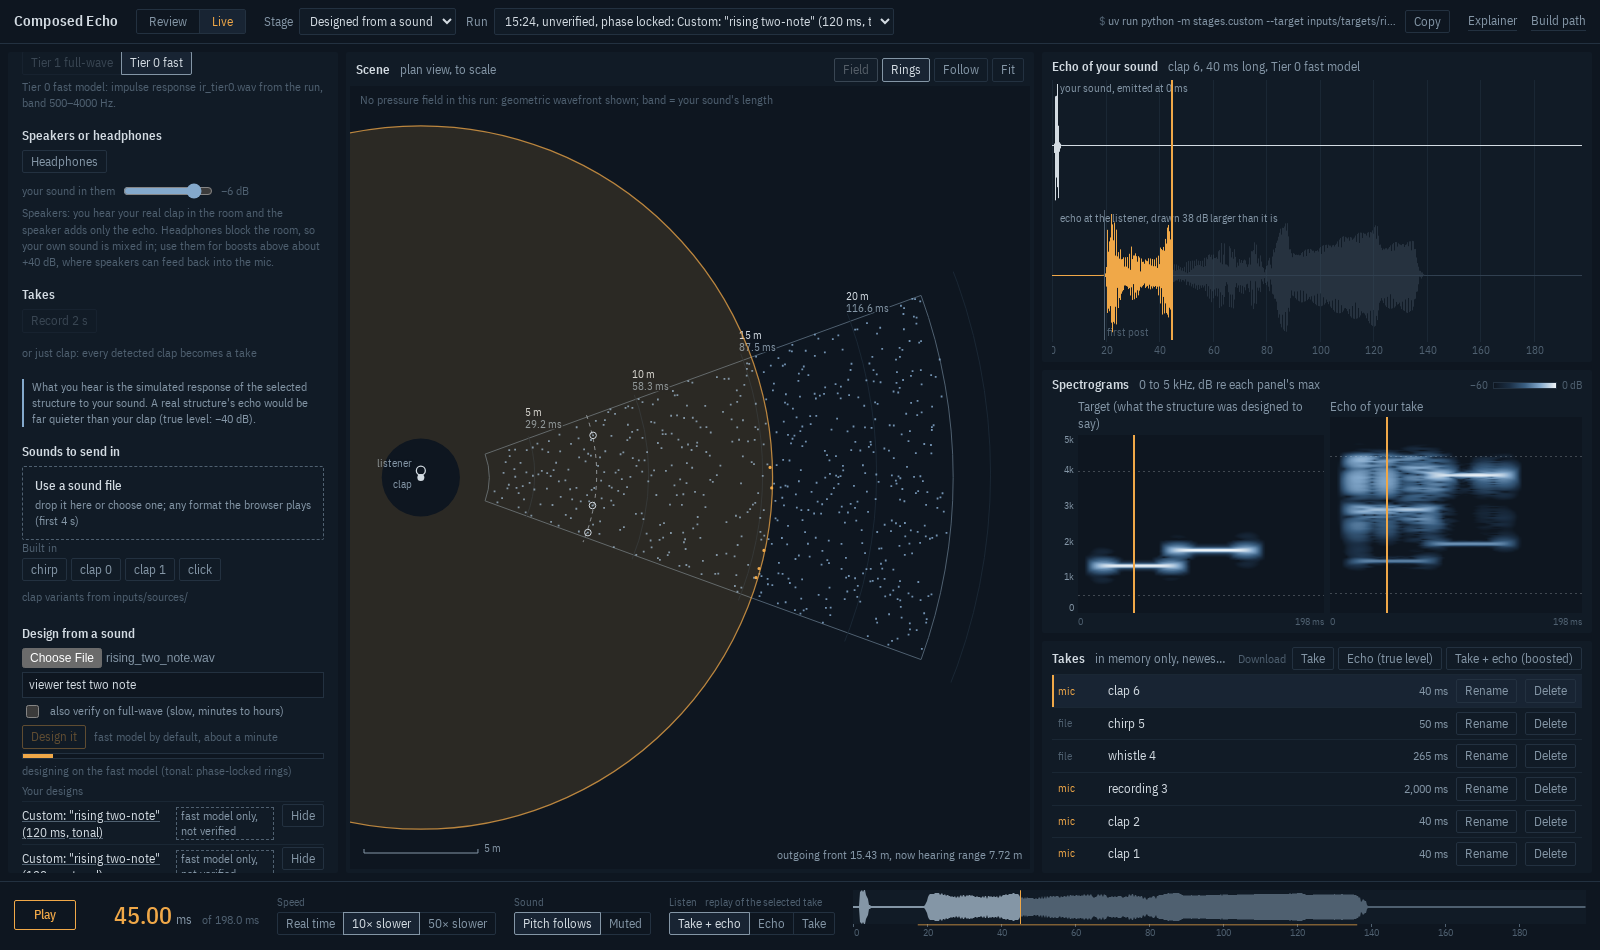 Composed Echo
Review
Live
Stage
Designed from a sound
Run
15:24, unverified, phase locked: Custom: "rising two-note" (120 ms, t
$ uv run python -m stages.custom --target inputs/targets/ri...
Copy
Explainer
Build path
Tier 1 full-wave
Tier 0 fast
Tier 0 fast model: impulse response ir_tier0.wav from the run,
band 500–4000 Hz.
Speakers or headphones
Headphones
your sound in them
−6 dB
Speakers: you hear your real clap in the room and the
speaker adds only the echo. Headphones block the room, so
your own sound is mixed in; use them for boosts above about
+40 dB, where speakers can feed back into the mic.
Takes
Record 2 s
or just clap: every detected clap becomes a take
What you hear is the simulated response of the selected
structure to your sound. A real structure's echo would be
far quieter than your clap (true level: −40 dB).
Sounds to send in
Use a sound file
drop it here or choose one; any format the browser plays
(first 4 s)
Built in
chirp
clap 0
clap 1
click
clap variants from inputs/sources/
Design from a sound
Choose File rising_two_note.wav
viewer test two note
also verify on full-wave (slow, minutes to hours)
Design it
fast model by default, about a minute
designing on the fast model (tonal: phase-locked rings)
Your designs
Custom: "rising two-note"
(120 ms, tonal)
fast model only,
not verified
Hide
Custom: "rising two-note"
fast model only,
Hide
Scene plan view, to scale
Field
Rings
Follow
Fit
No pressure field in this run: geometric wavefront shown; band = your sound's length
20 m
116.6 ms
15 m
87.5 ms
10 m
58.3 ms
5 m
29.2 ms
listener
clap
5 m
outgoing front 15.43 m, now hearing range 7.72 m
Echo of your sound clap 6, 40 ms long, Tier 0 fast model
your sound, emitted at 0 ms
echo at the listener, drawn 38 dB larger than it is
first post
0 20 40 60 80 100 120 140 160 180
Spectrograms 0 to 5 kHz, dB re each panel's max
−60
0 dB
Target (what the structure was designed to
say)
Echo of your take
5k
4k
3k
2k
1k
0
0
198 ms
0
198 ms
Takes in memory only, newes...
Download
Take
Echo (true level)
Take + echo (boosted)
mic clap 6 40 ms Rename Delete
file chirp 5 50 ms Rename Delete
file whistle 4 265 ms Rename Delete
mic recording 3 2,000 ms Rename Delete
mic clap 2 40 ms Rename Delete
mic clap 1 40 ms Rename Delete
Play
45.00 ms of 198.0 ms
Speed
Real time
10× slower
50× slower
Sound
Pitch follows
Muted
Listen replay of the selected take
Take + echo
Echo
Take
0 20 40 60 80 100 120 140 160 180